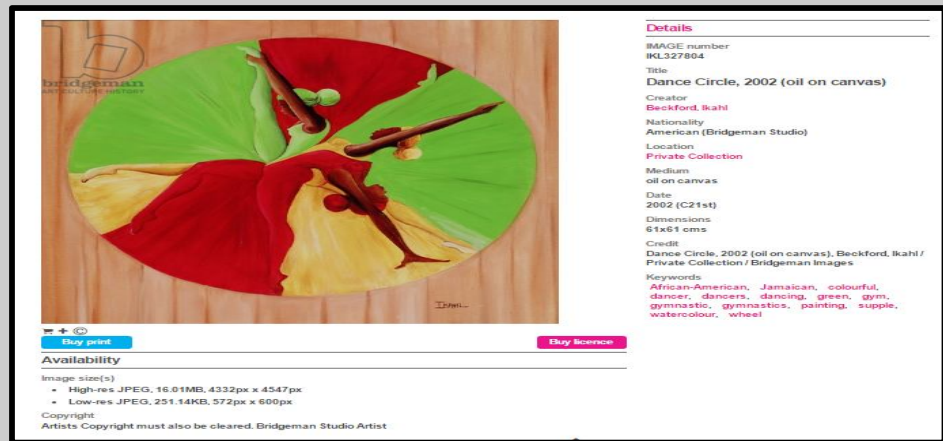 bridgeman
ART CULTURE HISTORY
IKAHL
Buy print
Buy licence
Availability
Image size(s)
• High-res JPEG, 16.01MB, 4332px x 4547px
• Low-res JPEG, 251.14KB, 572px x 600px
Copyright
Artists Copyright must also be cleared. Bridgeman Studio Artist
Details
IMAGE number
IKL327804
Title
Dance Circle, 2002 (oil on canvas)
Creator
Beckford, Ikahl
Nationality
American (Bridgeman Studio)
Location
Private Collection
Medium
oil on canvas
Date
2002 (C21st)
Dimensions
61x61 cms
Credit
Dance Circle, 2002 (oil on canvas), Beckford, Ikahl /
Private Collection / Bridgeman Images
Keywords
African-American, Jamaican, colourful,
dancer, dancers, dancing, green, gym,
gymnastic, gymnastics, painting, supple,
watercolour, wheel